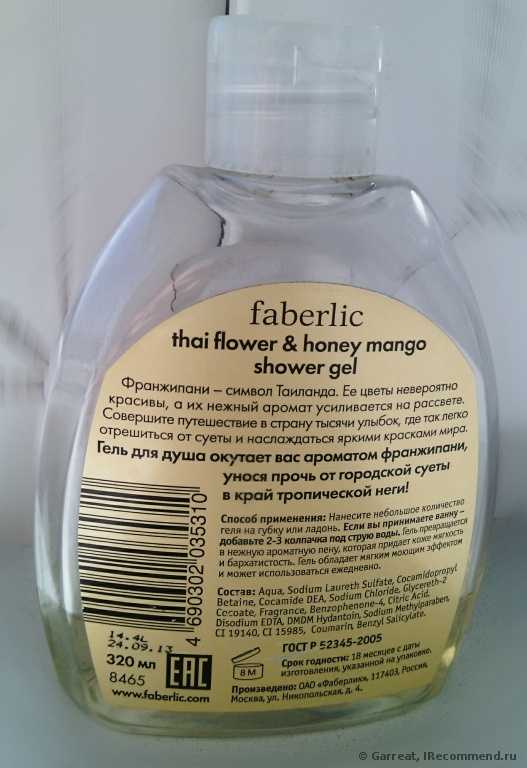 faberlic
thai flower & honey mango
shower gel
Франжипани – символ Таиланда. Ее цветы невероятно
красивы, а их нежный аромат усиливается на рассвете.
Совершите путешествие в страну тысячи улыбок, где так легко
отрешиться от суеты и наслаждаться яркими красками мира.
Гель для душа окутает вас ароматом франжипани,
унося прочь от городской суеты
в край тропической неги!
Способ применения: Нанесите небольшое количество
геля на губку или ладонь. Если вы принимаете ванну –
добавьте 2-3 колпачка под струю воды. Гель превращается
в нежную ароматную пену, которая придает коже мягкость
и бархатистость. Гель обладает мягким моющим эффектом
и может использоваться ежедневно.
Состав: Aqua, Sodium Laureth Sulfate, Cocamidopropyl
Betaine, Cocamide DEA, Sodium Chloride, Glycereth-2
Cocoate, Fragrance, Benzophenone-4, Citric Acid,
Disodium EDTA, DMDM Hydantoin, Sodium Methylparaben,
CI 19140, CI 15985, Coumarin, Benzyl Salicylate.
ГОСТ Р 52345-2005
Срок годности: 18 месяцев с даты
изготовления, указанной на упаковке.
Произведено: ОАО «Фаберлик», 117403, Россия,
Москва, ул. Никопольская, д. 4.
4 690302 035310
14.4L
24.09.13
320 мл
8465
EAC
8 M
www.faberlic.com
© Garreat, IRecommend.ru